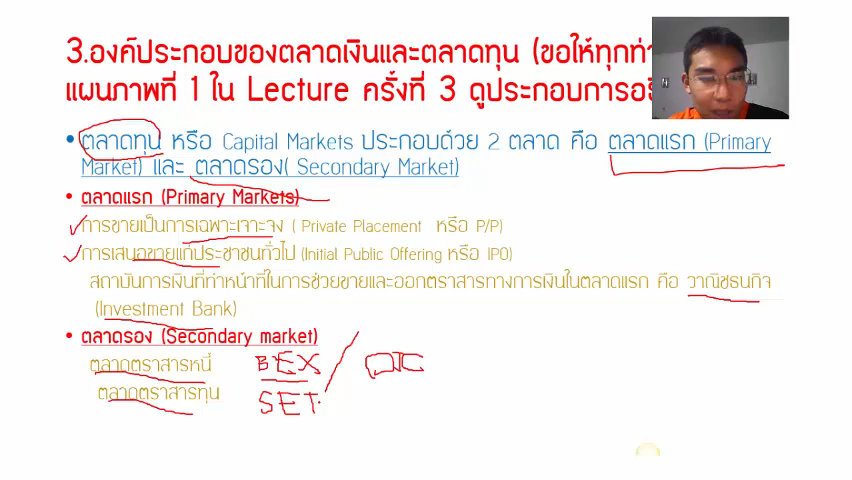 3.องค์ประกอบของตลาดเงินและตลาดทุน (ขอให้ทุกท่า
แผนภาพที่ 1 ใน Lecture ครั้งที่ 3 ดูประกอบการอธิ
•ตลาดทุน หรือ Capital Markets ประกอบด้วย 2 ตลาด คือ ตลาดแรก (Primary
Market) และ ตลาดรอง( Secondary Market)
• ตลาดแรก (Primary Markets)
การขายเป็นการเฉพาะเจาะจง ( Private Placement หรือ P/P)
การเสนอขายแก่ประชาชนทั่วไป (Initial Public Offering หรือ IPO)
สถาบันการเงินที่ทำหน้าที่ในการช่วยขายและออกตราสารทางการเงินในตลาดแรก คือ วาณิชธนกิจ
(Investment Bank)
• ตลาดรอง (Secondary market)
ตลาดตราสารหนี้ BEX / OTC
ตลาดตราสารทุน SET